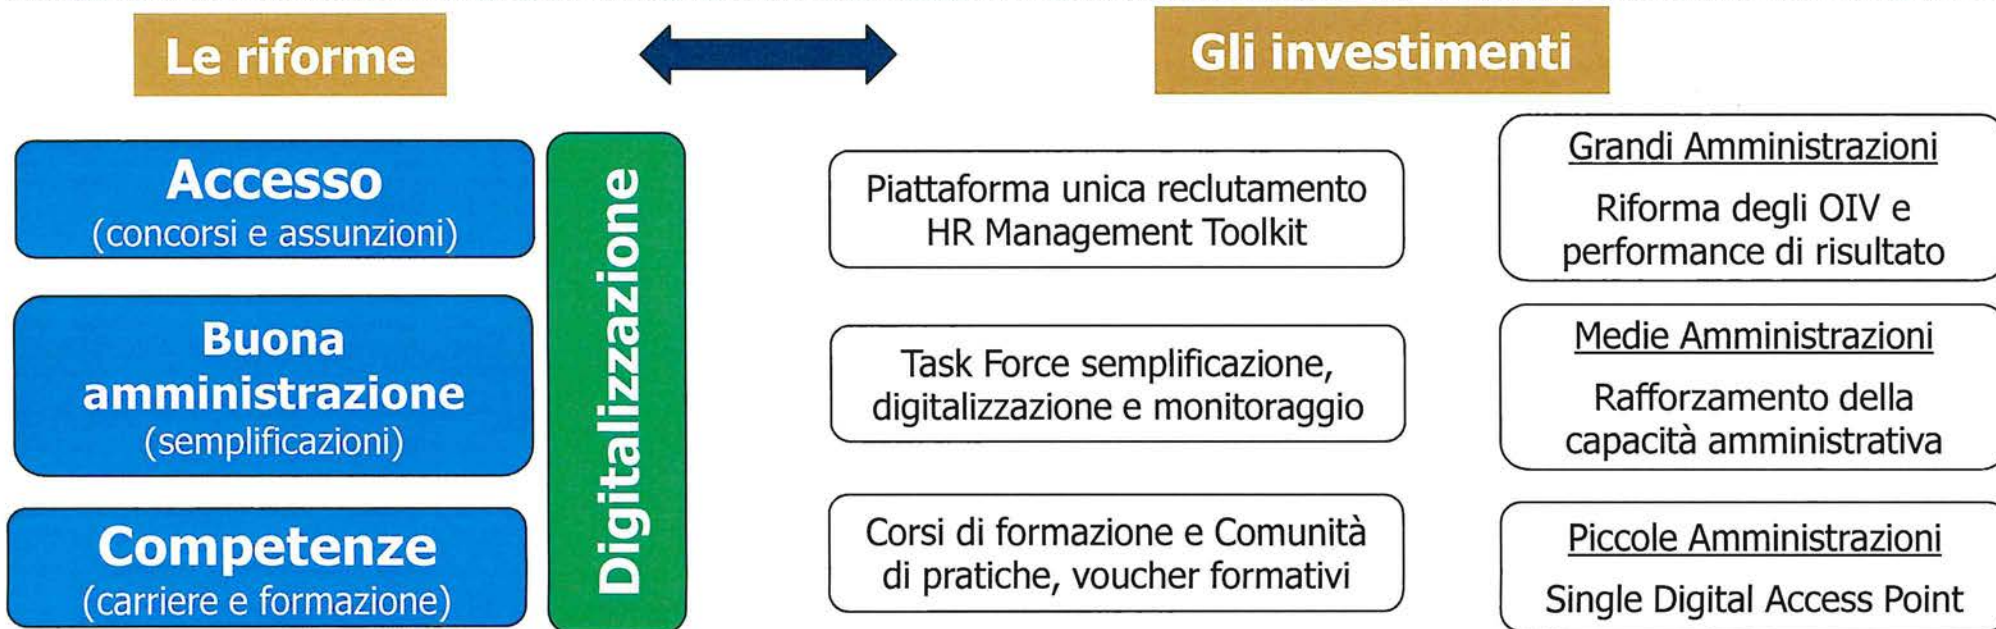 Le riforme
Gli investimenti
Accesso
(concorsi e assunzioni)
Buona
amministrazione
(semplificazioni)
Competenze
(carriere e formazione)
Digitalizzazione
Piattaforma unica reclutamento
HR Management Toolkit
Task Force semplificazione,
digitalizzazione e monitoraggio
Corsi di formazione e Comunità
di pratiche, voucher formativi
Grandi Amministrazioni
Riforma degli OIV e
performance di risultato
Medie Amministrazioni
Rafforzamento della
capacità amministrativa
Piccole Amministrazioni
Single Digital Access Point